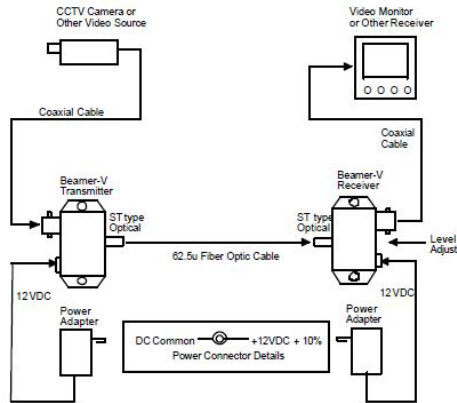 CCTV Camera or
Other Video Source
Video Monitor
or Other Receiver
Coaxial Cable
Coaxial
Cable
Beamer-V
Transmitter
Beamer-V
Receiver
ST type
Optical
ST type
Optical
Level
Adjust
62.5u Fiber Optic Cable
12VDC
12VDC
Power
Adapter
Power
Adapter
DC Common
+12VDC + 10%
Power Connector Details